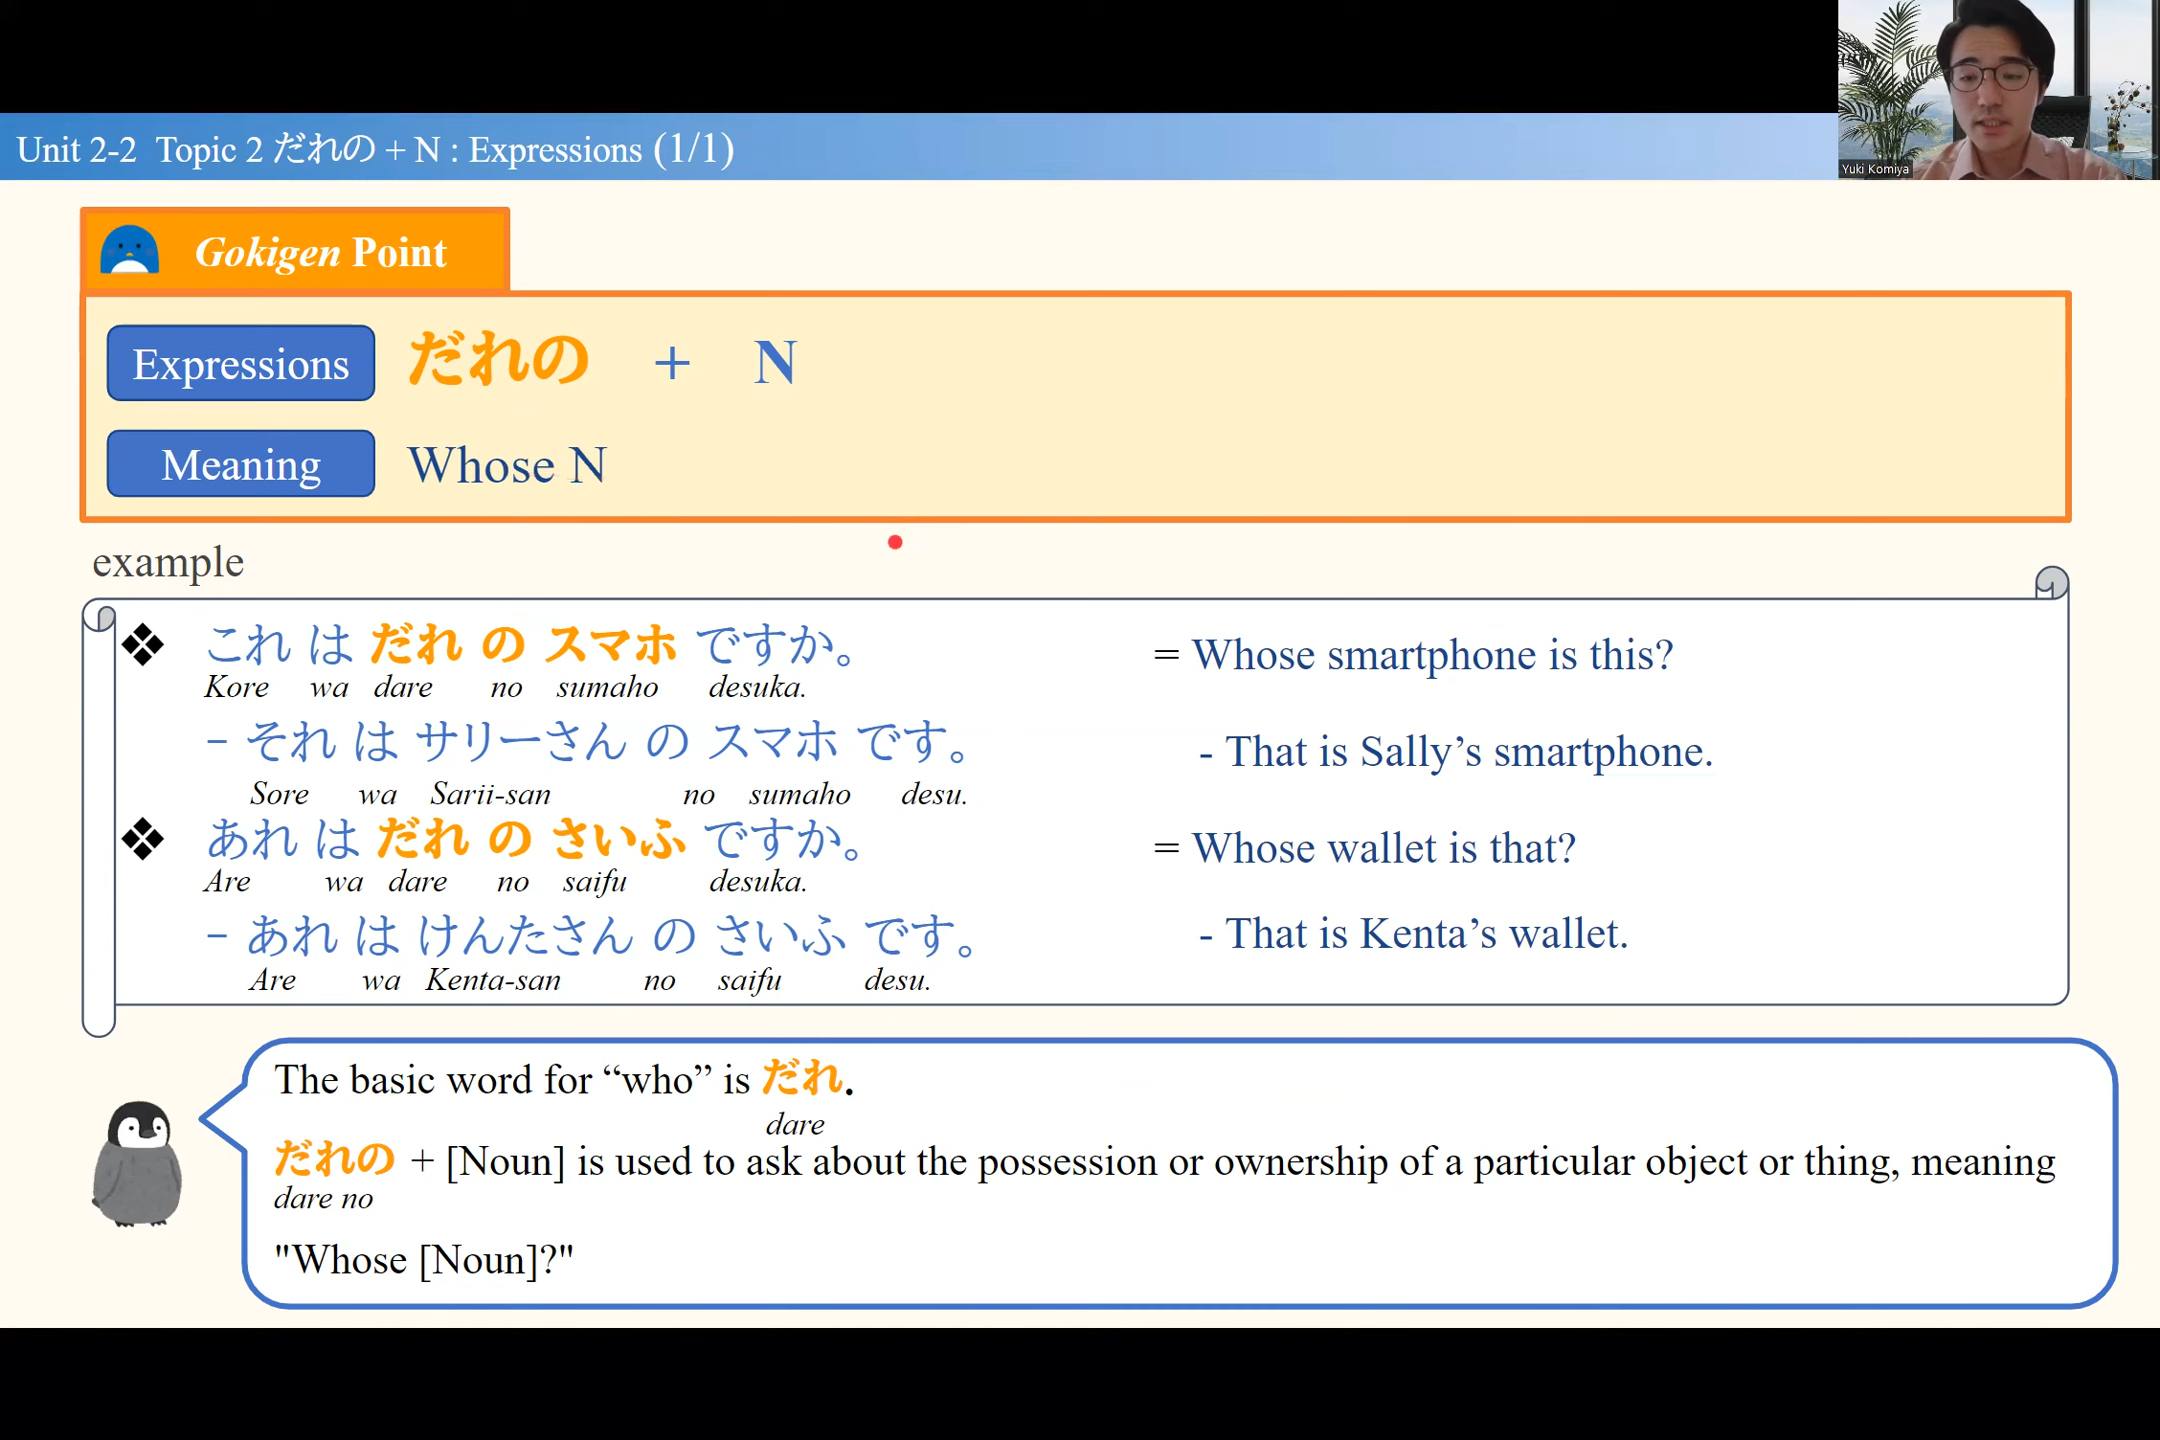 Unit 2-2 Topic 2 だれの + N : Expressions (1/1)
Yuki Komiya
Gokigen Point
Expressions だれの + N
Meaning Whose N
example
❖ これ は だれ の スマホ ですか。 = Whose smartphone is this?
Kore wa dare no sumaho desuka.
- それ は サリーさん の スマホ です。 - That is Sally’s smartphone.
Sore wa Sarii-san no sumaho desu.
❖ あれ は だれ の さいふ ですか。 = Whose wallet is that?
Are wa dare no saifu desuka.
- あれ は けんたさん の さいふ です。 - That is Kenta’s wallet.
Are wa Kenta-san no saifu desu.
The basic word for “who” is だれ.
dare
だれの + [Noun] is used to ask about the possession or ownership of a particular object or thing, meaning
dare no
"Whose [Noun]?"